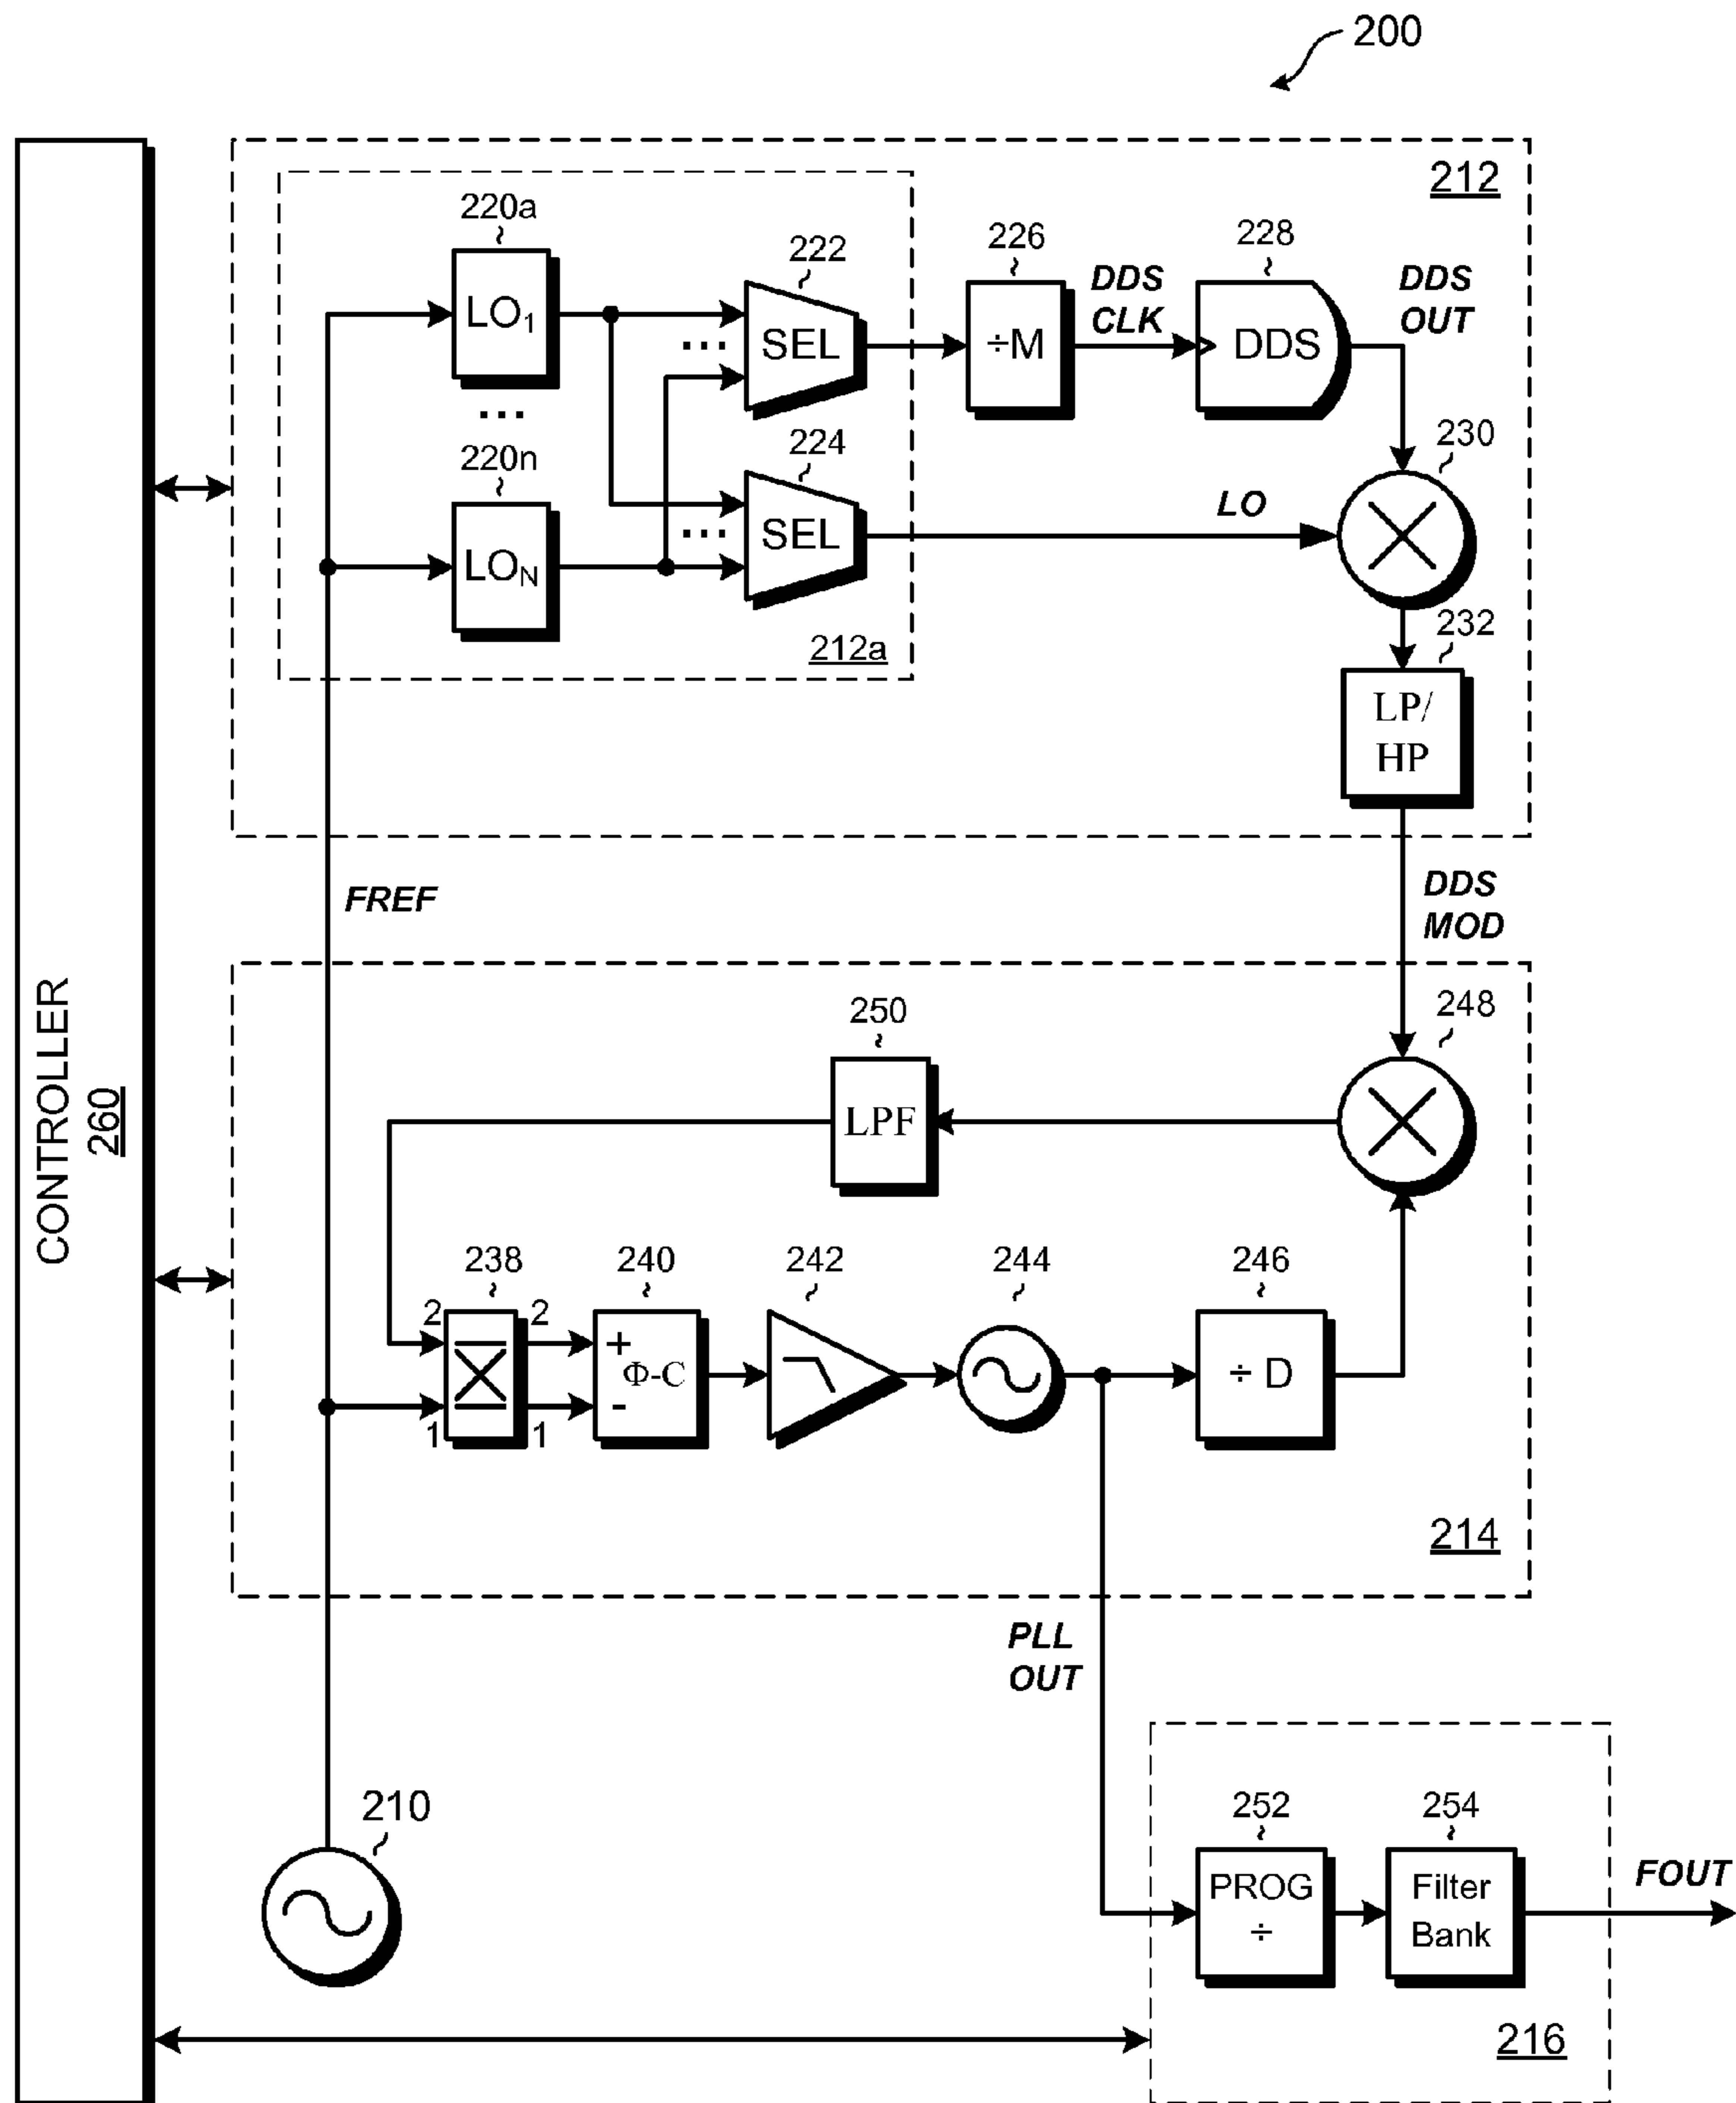 200
212
220a
222
226
228
DDS
CLK
DDS
OUT
LO1
...
SEL
÷M
DDS
...
220n
224
230
LO
LON
...
SEL
212a
232
LP/
HP
FREF
DDS
MOD
CONTROLLER
260
250
248
LPF
238
240
242
244
246
2
2
+
Φ-C
-
1
1
÷ D
214
PLL
OUT
210
252
254
PROG
÷
Filter
Bank
FOUT
216